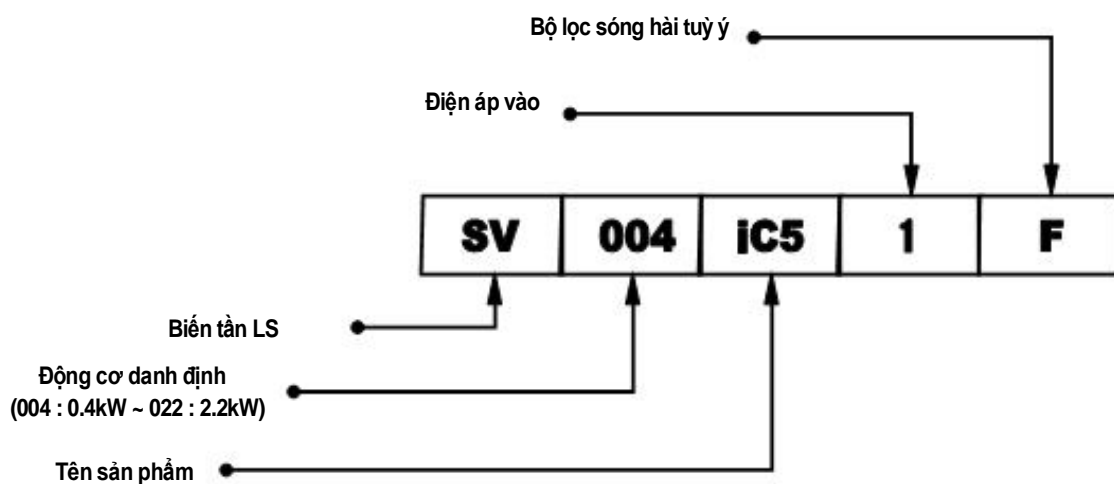 Bộ lọc sóng hài tuỳ ý
Điện áp vào
SV 004 iC5 1 F
Biến tần LS
Động cơ danh định
(004 : 0.4kW ~ 022 : 2.2kW)
Tên sản phẩm